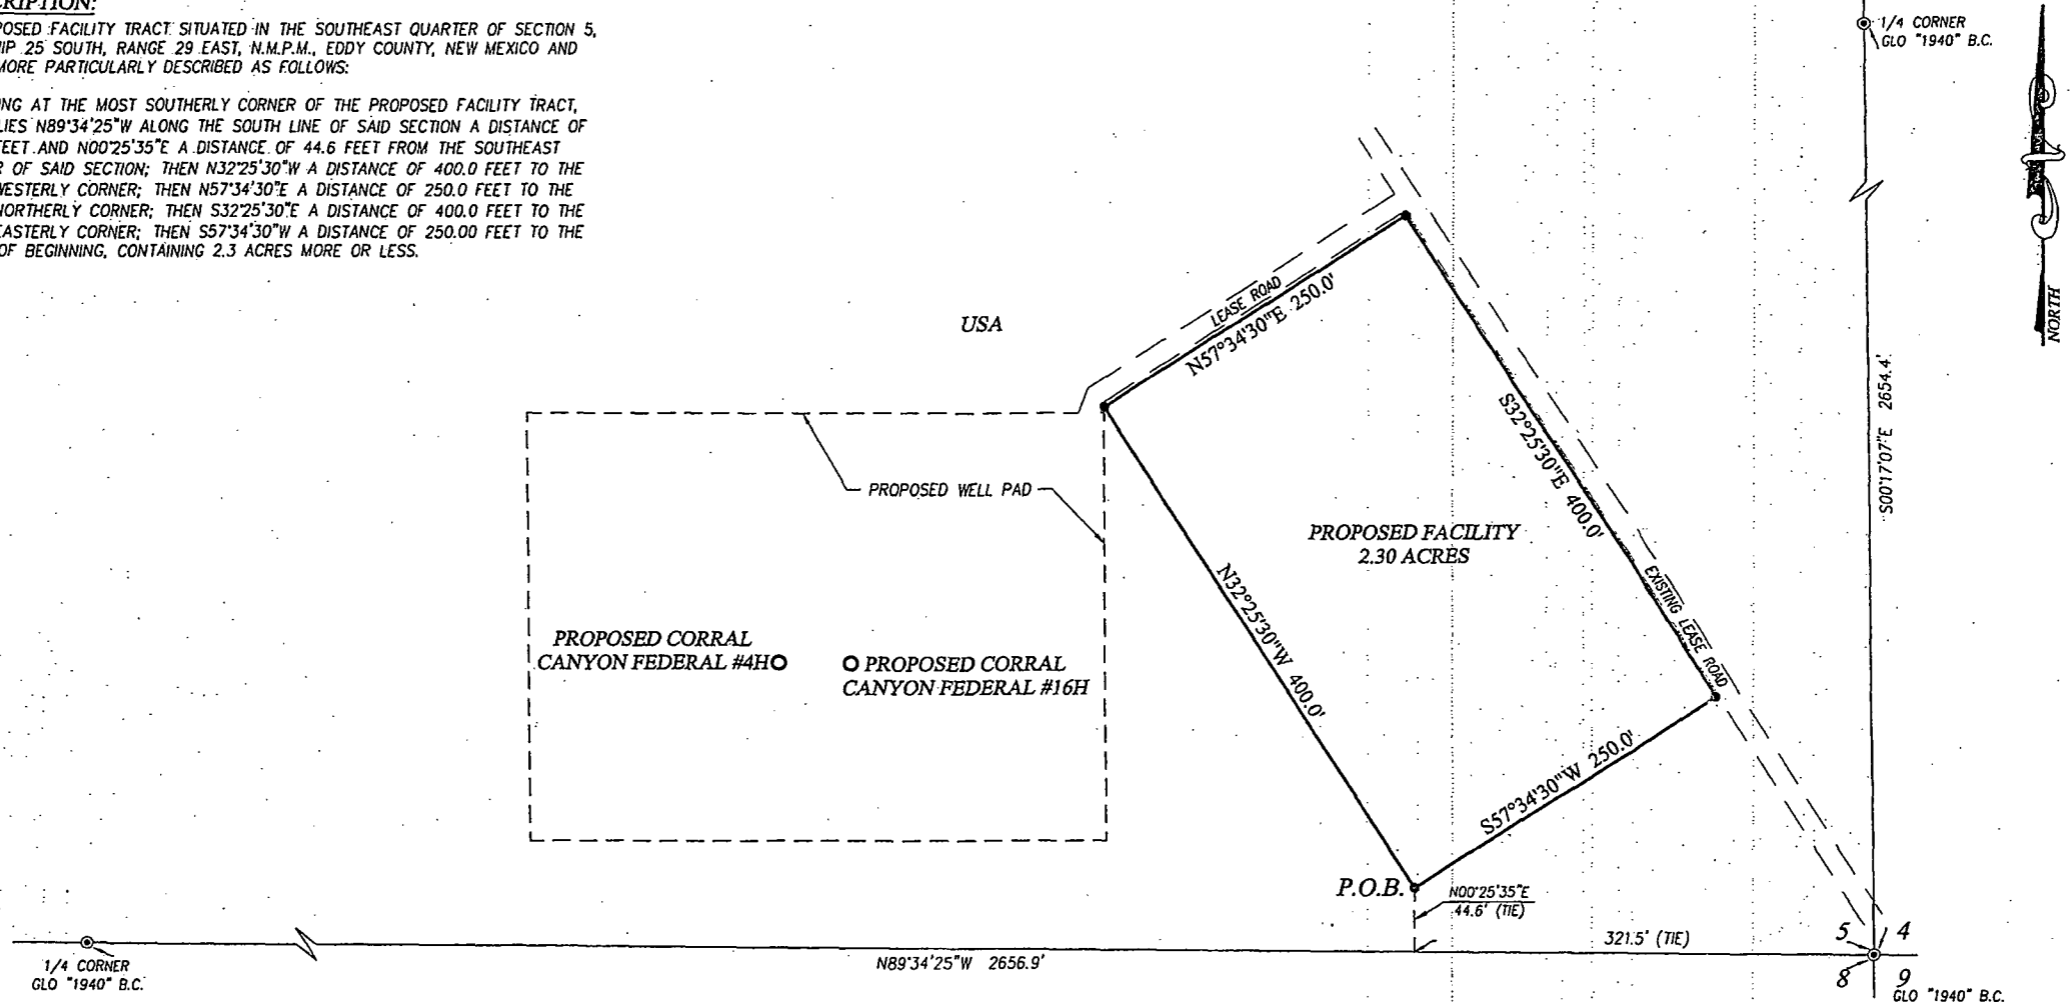 CRIPTION:
POSED FACILITY TRACT SITUATED IN THE SOUTHEAST QUARTER OF SECTION 5,
IP 25 SOUTH, RANGE 29 EAST, N.M.P.M., EDDY COUNTY, NEW MEXICO AND
MORE PARTICULARLY DESCRIBED AS FOLLOWS:
NG AT THE MOST SOUTHERLY CORNER OF THE PROPOSED FACILITY TRACT,
LIES N89°34'25"W ALONG THE SOUTH LINE OF SAID SECTION A DISTANCE OF
EET AND N00°25'35"E A DISTANCE OF 44.6 FEET FROM THE SOUTHEAST
R OF SAID SECTION; THEN N32°25'30"W A DISTANCE OF 400.0 FEET TO THE
WESTERLY CORNER; THEN N57°34'30"E A DISTANCE OF 250.0 FEET TO THE
NORTHERLY CORNER; THEN S32°25'30"E A DISTANCE OF 400.0 FEET TO THE
EASTERLY CORNER; THEN S57°34'30"W A DISTANCE OF 250.00 FEET TO THE
OF BEGINNING, CONTAINING 2.3 ACRES MORE OR LESS.
1/4 CORNER
GLO "1940" B.C.
NORTH
USA
LEASE ROAD
N57°34'30"E 250.0'
S32°25'30"E 400.0'
S00°17'07"E 2654.4'
PROPOSED WELL PAD
PROPOSED FACILITY
2.30 ACRES
EXISTING LEASE ROAD
N32°25'30"W 400.0'
PROPOSED CORRAL
CANYON FEDERAL #4H
PROPOSED CORRAL
CANYON FEDERAL #16H
S57°34'30"W 250.0'
P.O.B.
N00°25'35"E
44.6' (TIE)
321.5' (TIE)
5 4
8 9
N89°34'25"W 2656.9'
1/4 CORNER
GLO "1940" B.C.
GLO "1940" B.C.